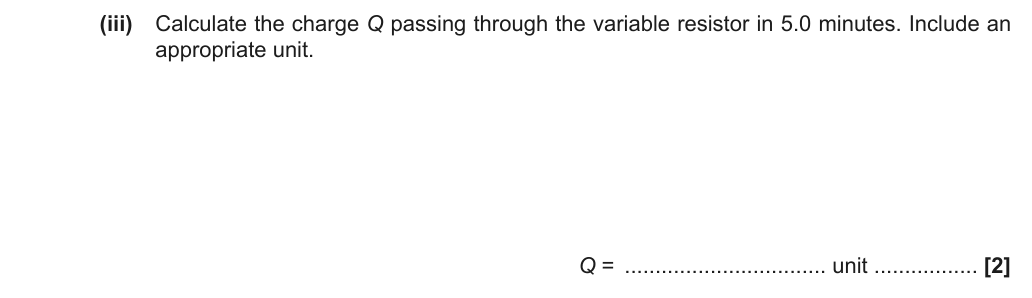 (iii) Calculate the charge Q passing through the variable resistor in 5.0 minutes. Include an
appropriate unit.
Q = ................................. unit ................. [2]